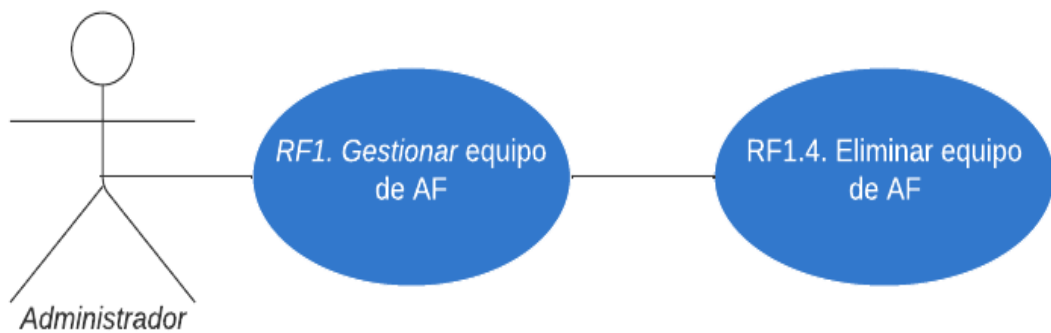 RF1. Gestionar equipo
de AF
RF1.4. Eliminar equipo
de AF
Administrador